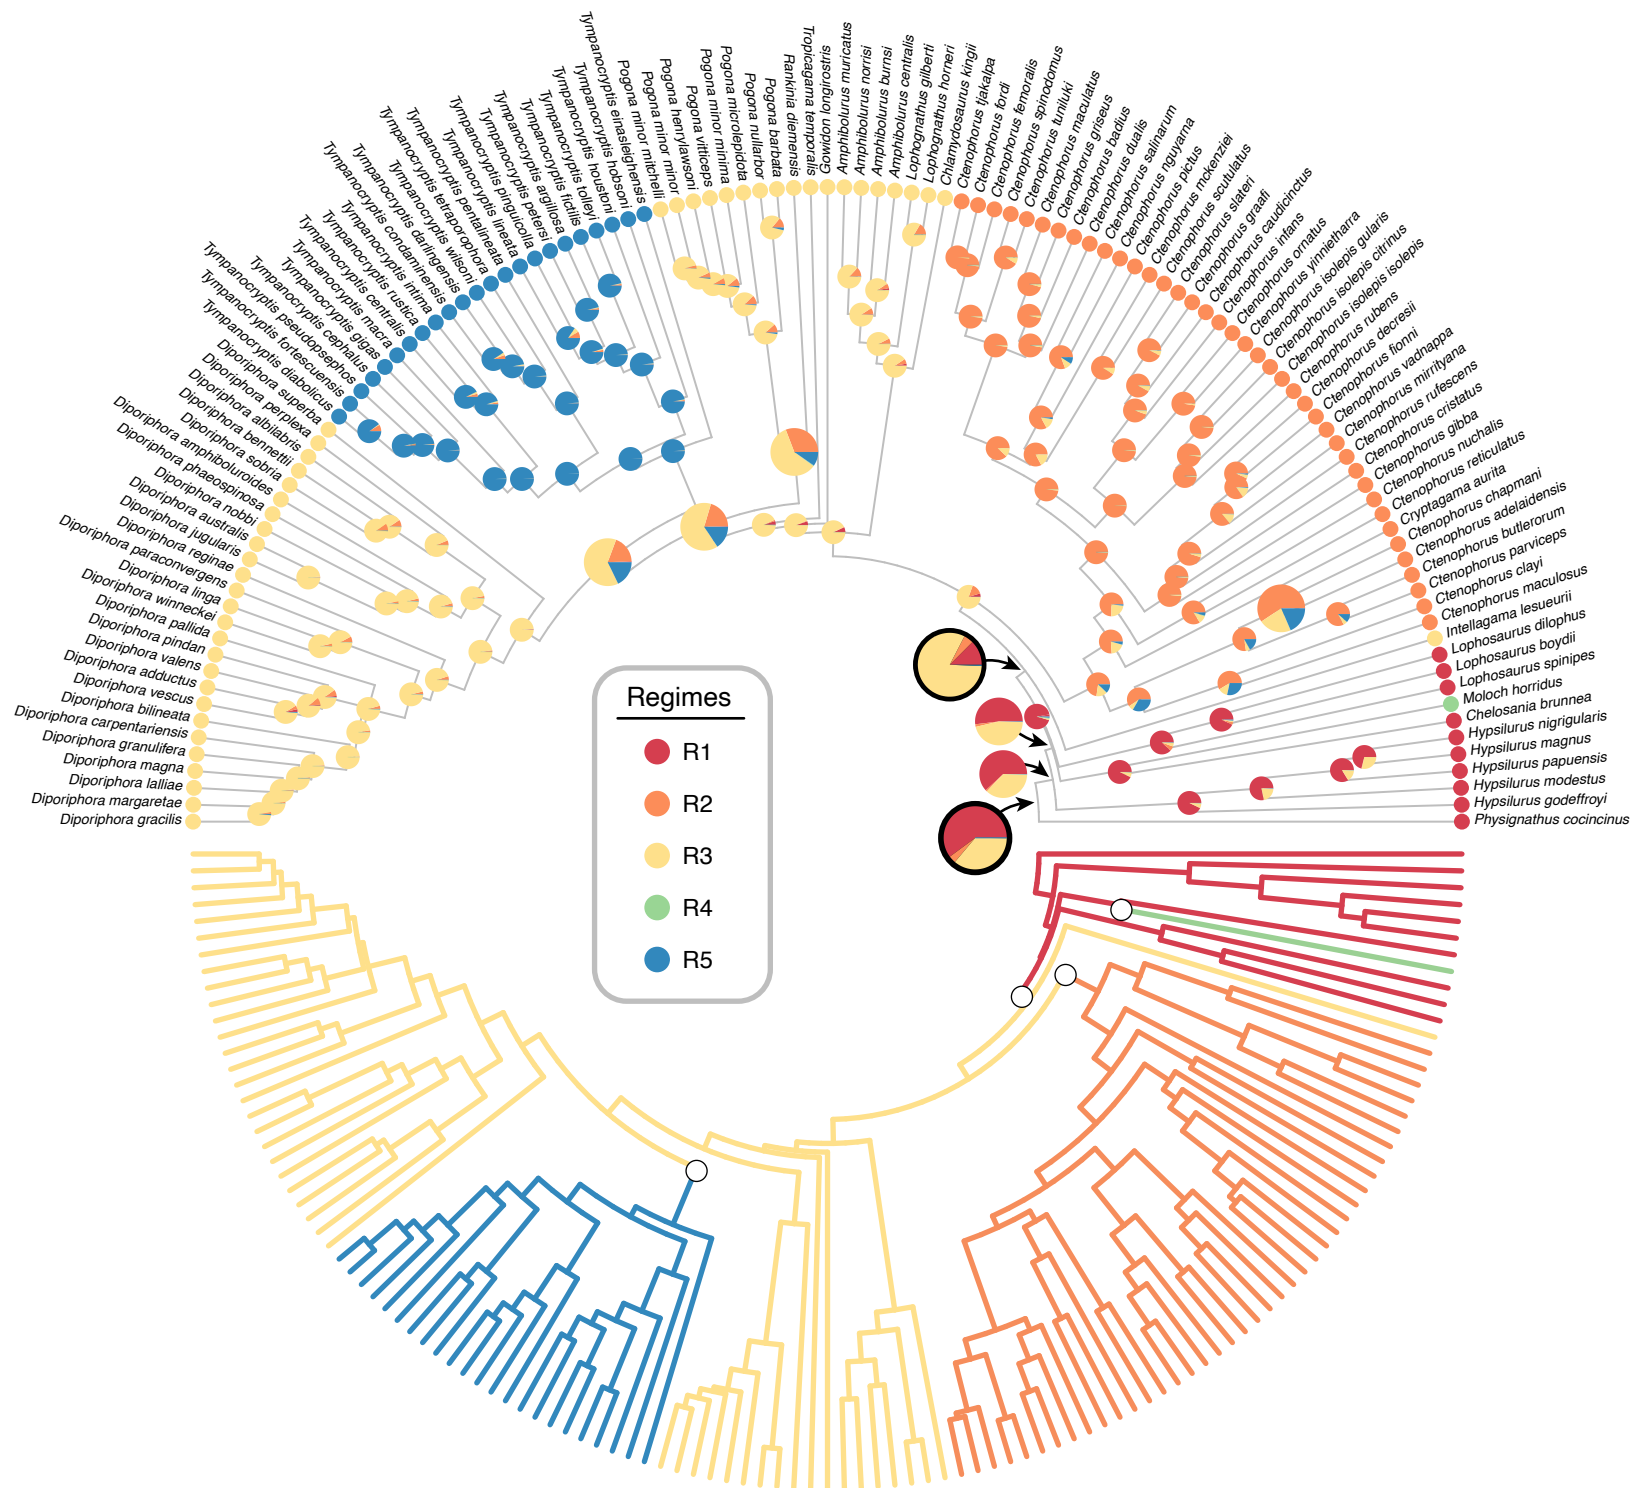 Diporiphora gracilis
Diporiphora margaretae
Diporiphora lalliae
Diporiphora magna
Diporiphora granulifera
Diporiphora carpentariensis
Diporiphora bilineata
Diporiphora vescus
Diporiphora adductus
Diporiphora valens
Diporiphora pindan
Diporiphora pallida
Diporiphora winneckei
Diporiphora linga
Diporiphora paraconvergens
Diporiphora reginae
Diporiphora jugularis
Diporiphora australis
Diporiphora nobbi
Diporiphora phaeospinosa
Diporiphora amphiboluroides
Diporiphora sobria
Diporiphora bennettii
Diporiphora albilabris
Diporiphora perplexa
Diporiphora superba
Tympanocryptis diabolicus
Tympanocryptis fortescuensis
Tympanocryptis pseudopsephos
Tympanocryptis cephalus
Tympanocryptis gigas
Tympanocryptis macra
Tympanocryptis centralis
Tympanocryptis rustica
Tympanocryptis intima
Tympanocryptis condaminensis
Tympanocryptis darlingensis
Tympanocryptis wilsoni
Tympanocryptis tetraporophora
Tympanocryptis pentalineata
Tympanocryptis lineata
Tympanocryptis pinguicolla
Tympanocryptis petersi
Tympanocryptis argillosa
Tympanocryptis fictilis
Tympanocryptis tolleyi
Tympanocryptis houstoni
Tympanocryptis hobsoni
Tympanocryptis einasleighensis
Pogona minor mitchelli
Pogona minor minor
Pogona henrylawsoni
Pogona vitticeps
Pogona minor minima
Pogona microlepidota
Pogona nullarbor
Pogona barbata
Rankinia diemensis
Tropicagama temporalis
Gowidon longirostris
Amphibolurus muricatus
Amphibolurus norrisi
Amphibolurus burnsi
Amphibolurus centralis
Lophognathus gilberti
Lophognathus horneri
Chlamydosaurus kingii
Ctenophorus tjakalpa
Ctenophorus fordi
Ctenophorus femoralis
Ctenophorus spinodomus
Ctenophorus tuniluki
Ctenophorus maculatus
Ctenophorus griseus
Ctenophorus badius
Ctenophorus dualis
Ctenophorus salinarum
Ctenophorus nguyarna
Ctenophorus pictus
Ctenophorus mckenziei
Ctenophorus scutulatus
Ctenophorus slateri
Ctenophorus graafi
Ctenophorus caudicinctus
Ctenophorus infans
Ctenophorus ornatus
Ctenophorus yinnietharra
Ctenophorus isolepis gularis
Ctenophorus isolepis citrinus
Ctenophorus isolepis isolepis
Ctenophorus rubens
Ctenophorus decresii
Ctenophorus fionni
Ctenophorus vadnappa
Ctenophorus mirrityana
Ctenophorus rufescens
Ctenophorus cristatus
Ctenophorus gibba
Ctenophorus nuchalis
Ctenophorus reticulatus
Cryptagama aurita
Ctenophorus chapmani
Ctenophorus adelaidensis
Ctenophorus butlerorum
Ctenophorus parviceps
Ctenophorus clayi
Ctenophorus maculosus
Intellagama lesueurii
Lophosaurus dilophus
Lophosaurus boydii
Lophosaurus spinipes
Moloch horridus
Chelosania brunnea
Hypsilurus nigrigularis
Hypsilurus magnus
Hypsilurus papuensis
Hypsilurus modestus
Hypsilurus godeffroyi
Physignathus cocincinus
Regimes
R1
R2
R3
R4
R5